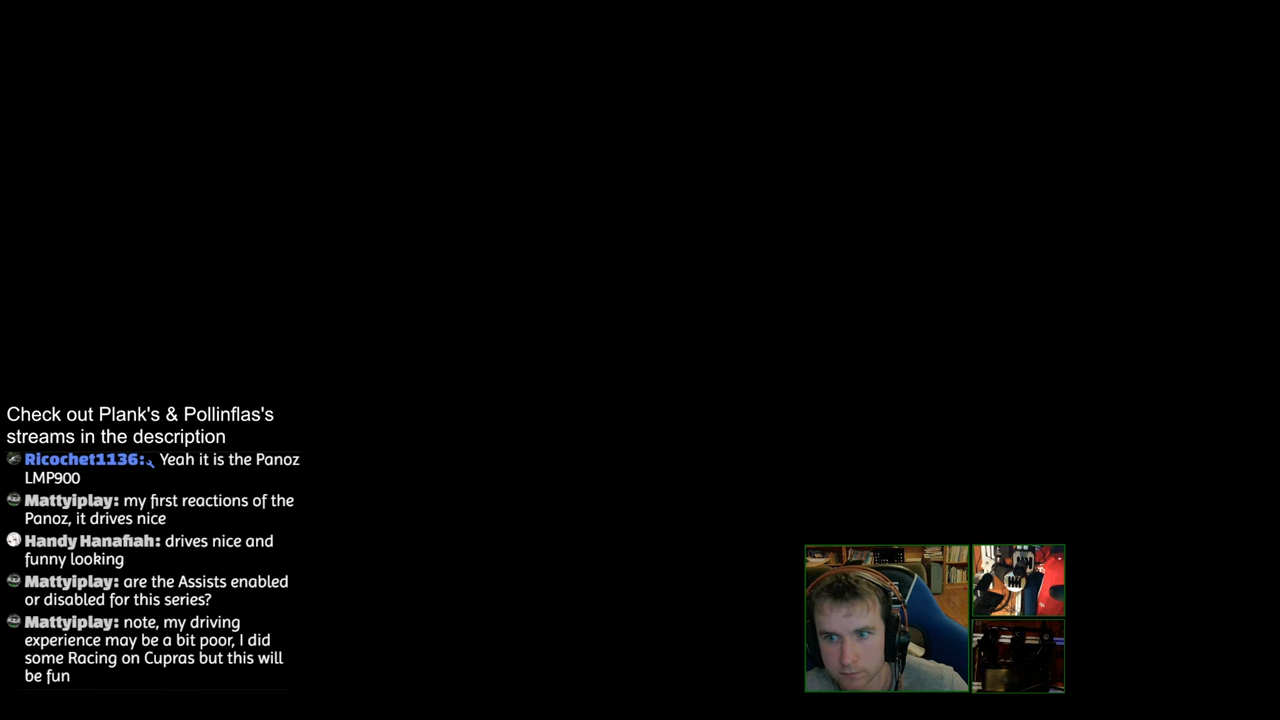 Check out Plank's & Pollinflas's
streams in the description
Ricochet1136: Yeah it is the Panoz
LMP900
Mattyiplay: my first reactions of the
Panoz, it drives nice
Handy Hanafiah: drives nice and
funny looking
Mattyiplay: are the Assists enabled
or disabled for this series?
Mattyiplay: note, my driving
experience may be a bit poor, I did
some Racing on Cupras but this will
be fun